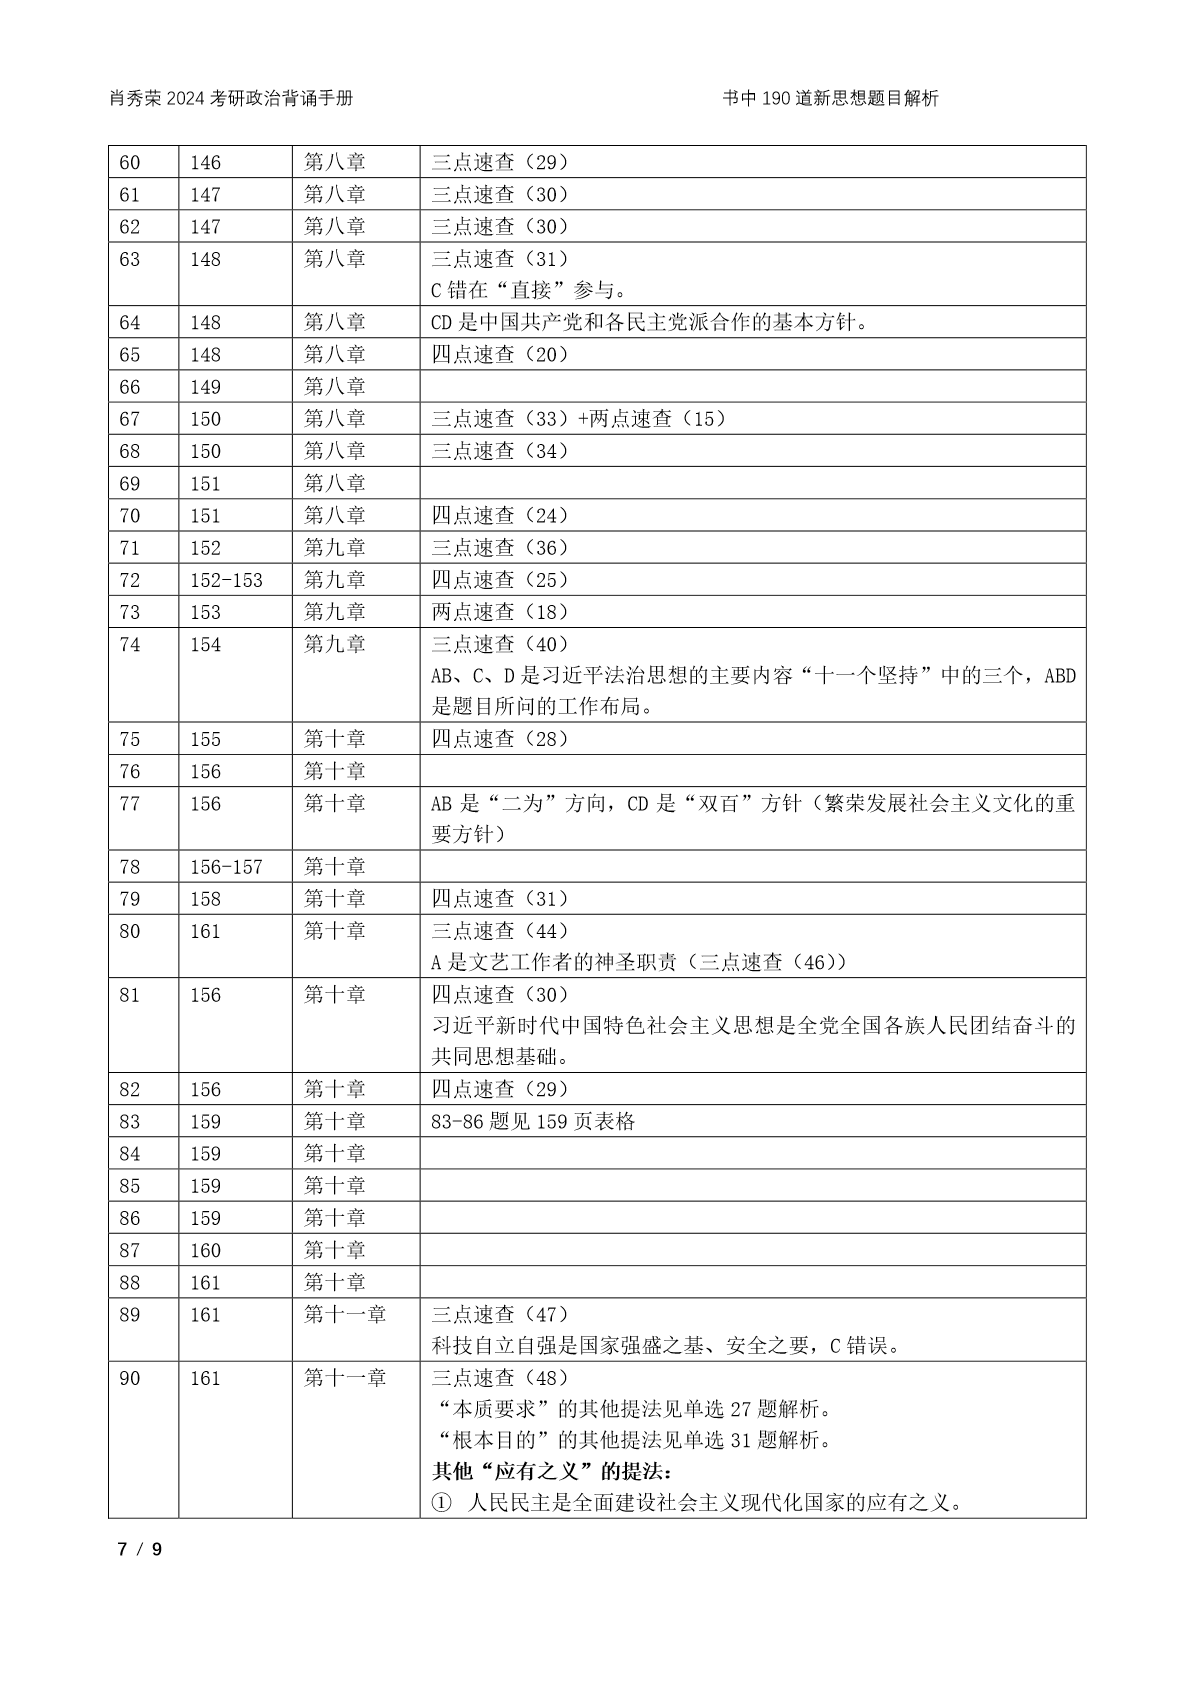 肖秀荣 2024 考研政治背诵手册 书中 190 道新思想题目解析
60 146 第八章 三点速查（29）
61 147 第八章 三点速查（30）
62 147 第八章 三点速查（30）
63 148 第八章 三点速查（31）
C 错在“直接”参与。
64 148 第八章 CD 是中国共产党和各民主党派合作的基本方针。
65 148 第八章 四点速查（20）
66 149 第八章
67 150 第八章 三点速查（33）+两点速查（15）
68 150 第八章 三点速查（34）
69 151 第八章
70 151 第八章 四点速查（24）
71 152 第九章 三点速查（36）
72 152-153 第九章 四点速查（25）
73 153 第九章 两点速查（18）
74 154 第九章 三点速查（40）
AB、C、D 是习近平法治思想的主要内容“十一个坚持”中的三个，ABD
是题目所问的工作布局。
75 155 第十章 四点速查（28）
76 156 第十章
77 156 第十章 AB 是“二为”方向，CD 是“双百”方针（繁荣发展社会主义文化的重
要方针）
78 156-157 第十章
79 158 第十章 四点速查（31）
80 161 第十章 三点速查（44）
A 是文艺工作者的神圣职责（三点速查（46））
81 156 第十章 四点速查（30）
习近平新时代中国特色社会主义思想是全党全国各族人民团结奋斗的
共同思想基础。
82 156 第十章 四点速查（29）
83 159 第十章 83-86 题见 159 页表格
84 159 第十章
85 159 第十章
86 159 第十章
87 160 第十章
88 161 第十章
89 161 第十一章 三点速查（47）
科技自立自强是国家强盛之基、安全之要，C 错误。
90 161 第十一章 三点速查（48）
“本质要求”的其他提法见单选 27 题解析。
“根本目的”的其他提法见单选 31 题解析。
其他“应有之义”的提法：
① 人民民主是全面建设社会主义现代化国家的应有之义。
7 / 9